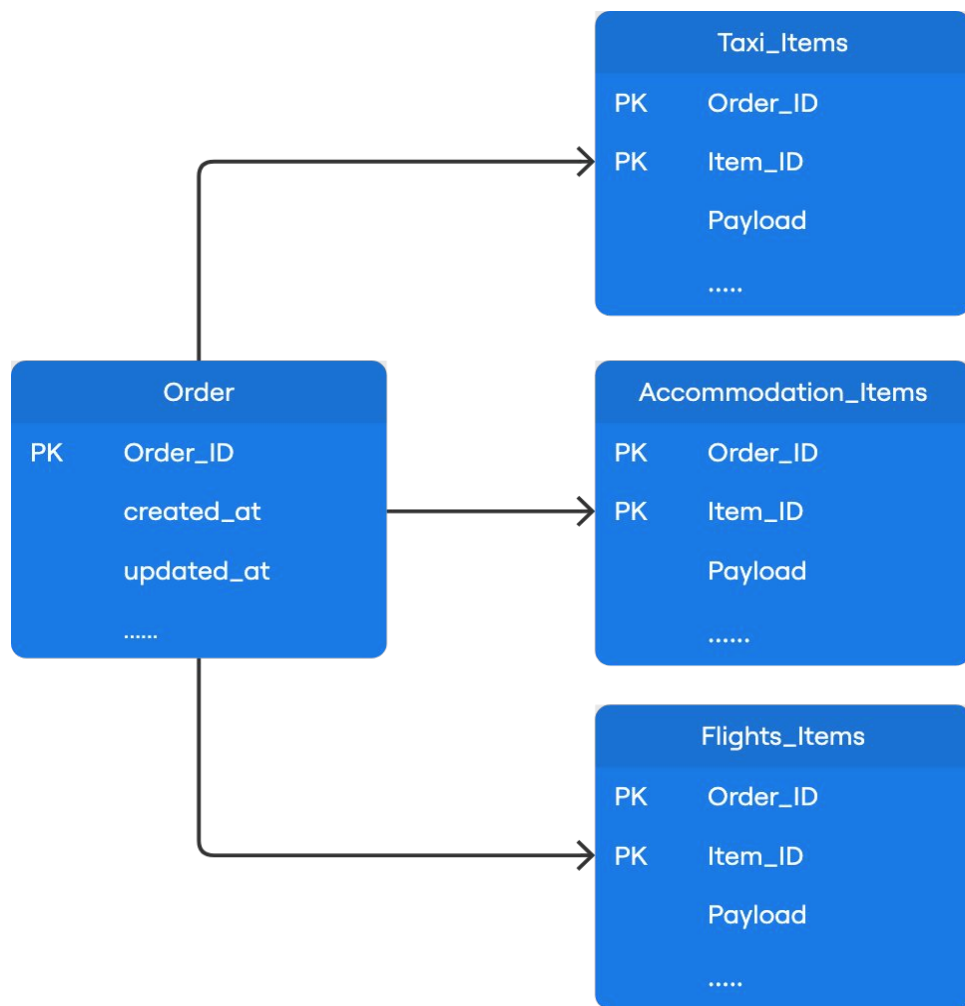 Taxi_Items
PK Order_ID
PK Item_ID
Payload
.....
Order
PK Order_ID
created_at
updated_at
......
Accommodation_Items
PK Order_ID
PK Item_ID
Payload
......
Flights_Items
PK Order_ID
PK Item_ID
Payload
.....